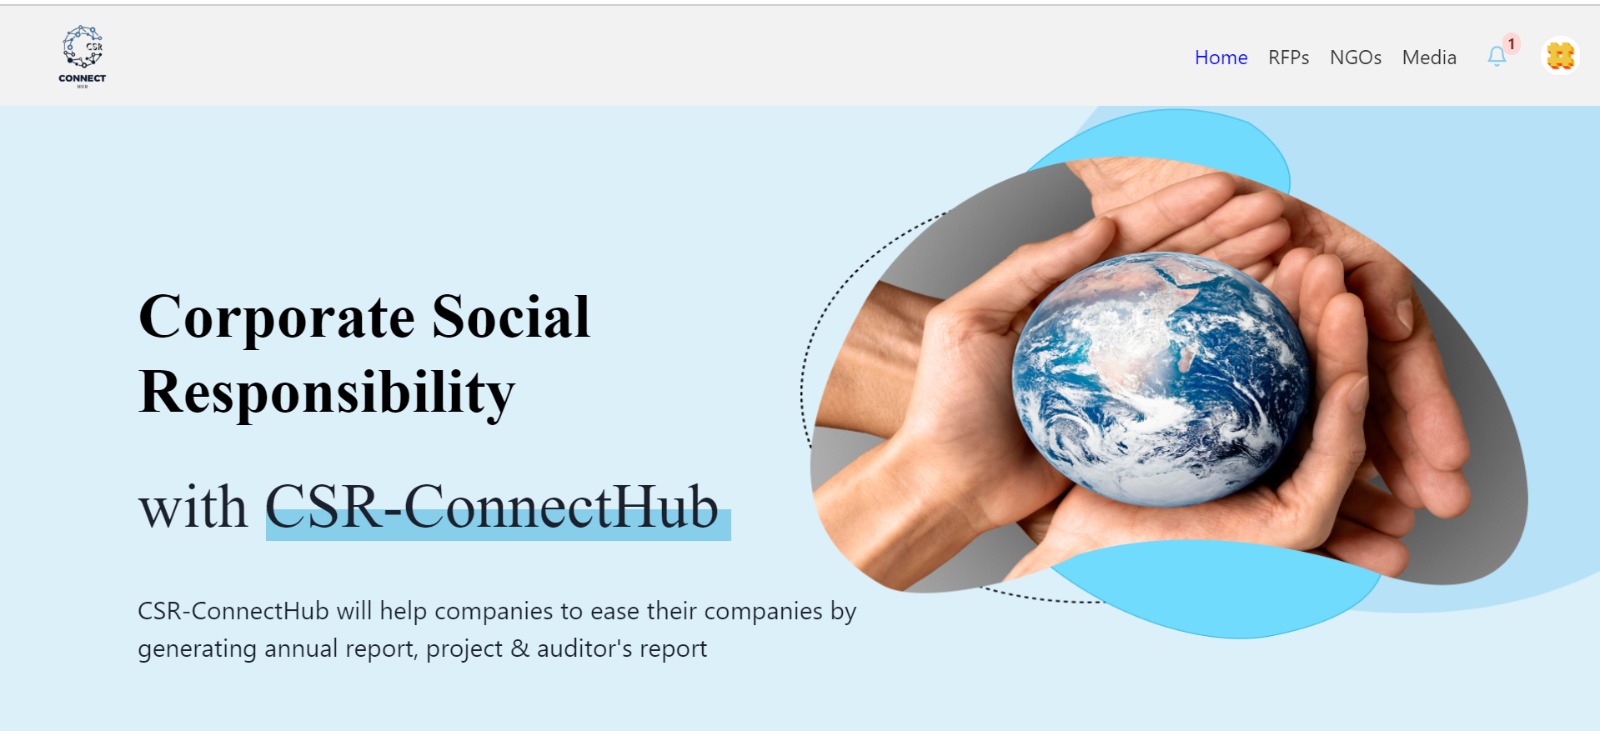 CSR
CONNECT
HUB
Home RFPs NGOs Media 1
Corporate Social
Responsibility
with CSR-ConnectHub
CSR-ConnectHub will help companies to ease their companies by
generating annual report, project & auditor's report